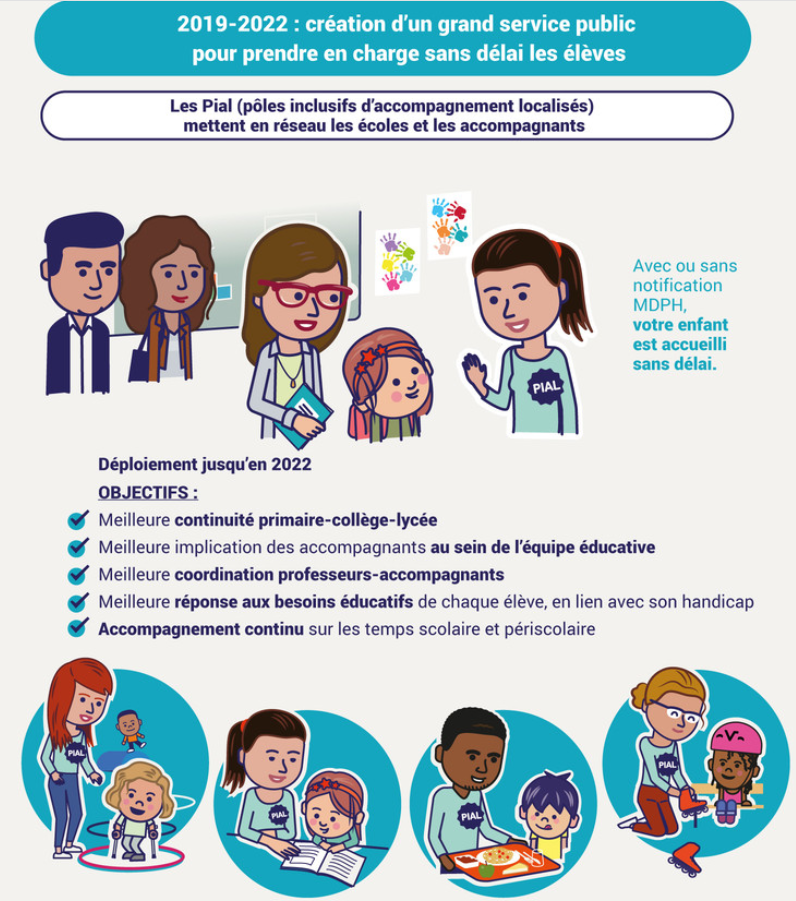 2019-2022 : création d'un grand service public
pour prendre en charge sans délai les élèves
Les Pial (pôles inclusifs d'accompagnement localisés)
mettent en réseau les écoles et les accompagnants
Avec ou sans
notification
MDPH,
votre enfant
est accueilli
sans délai.
PIAL
Déploiement jusqu'en 2022
OBJECTIFS :
Meilleure continuité primaire-collège-lycée
Meilleure implication des accompagnants au sein de l'équipe éducative
Meilleure coordination professeurs-accompagnants
Meilleure réponse aux besoins éducatifs de chaque élève, en lien avec son handicap
Accompagnement continu sur les temps scolaire et périscolaire
PIAL
PIAL
PIAL
PIAL